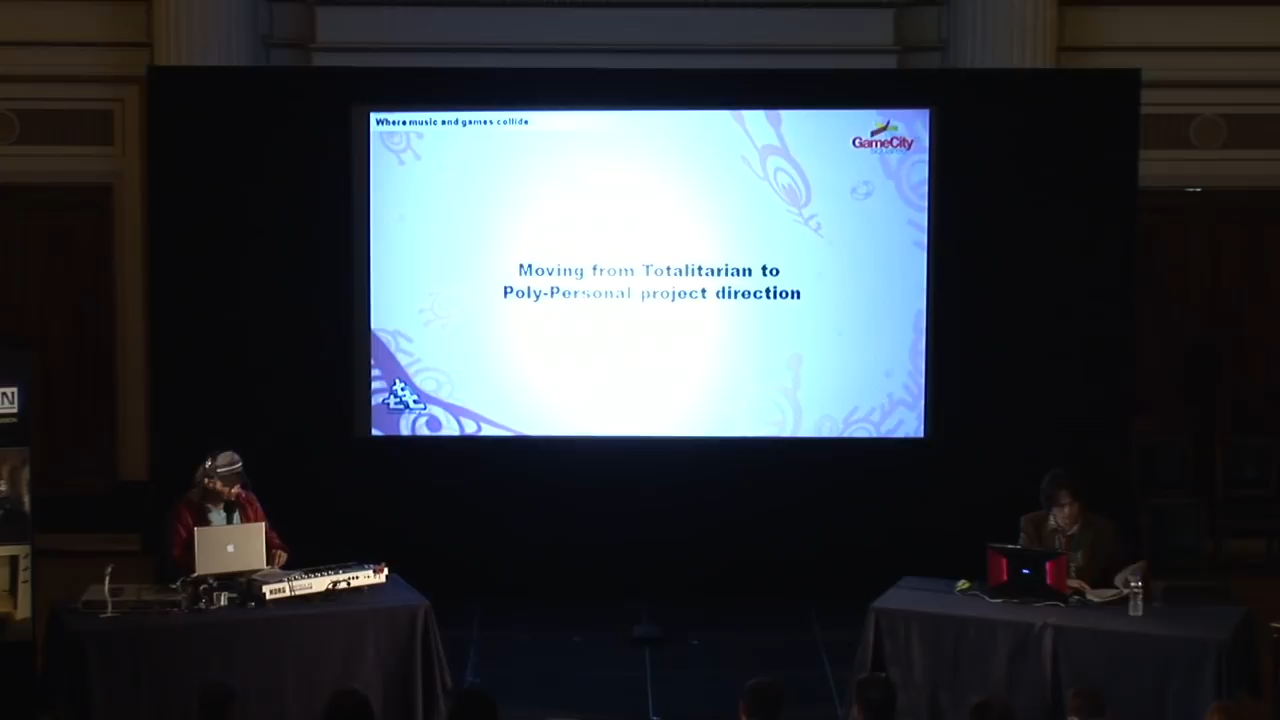 Where music and games collide
GameCity
Moving from Totalitarian to
Poly-Personal project direction
KORG
N